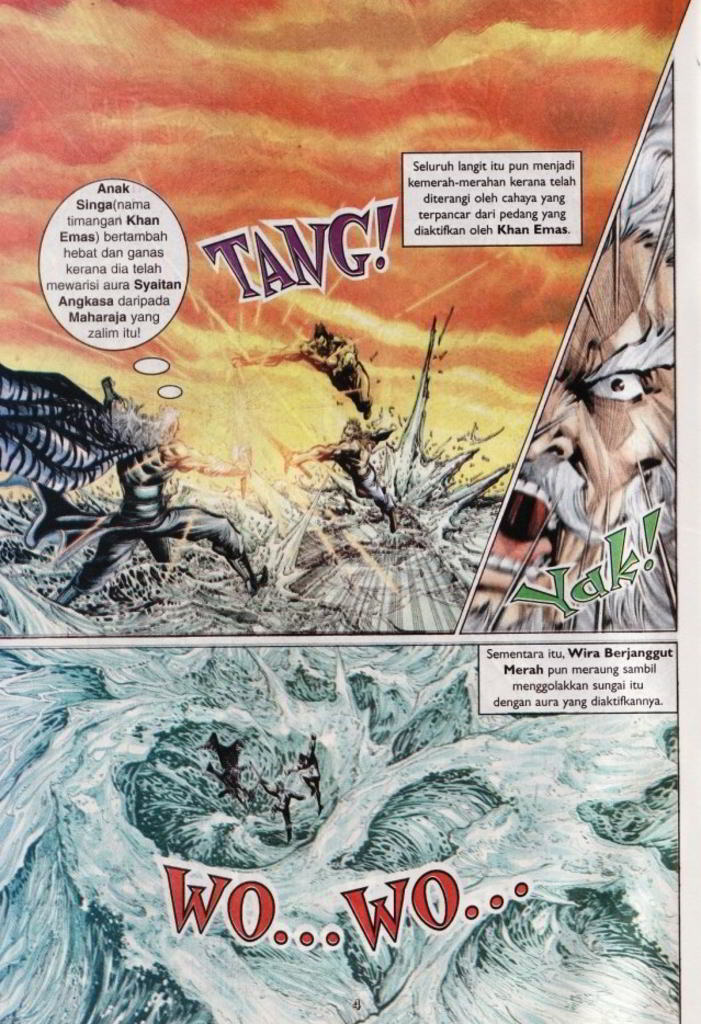 Anak
Singa(nama
timangan Khan
Emas) bertambah
hebat dan ganas
kerana dia telah
mewarisi aura Syaitan
Angkasa daripada
Maharaja yang
zalim itu!
TANG!
Seluruh langit itu pun menjadi
kemerah-merahan kerana telah
diterangi oleh cahaya yang
terpancar dari pedang yang
diaktifkan oleh Khan Emas.
Yak!
Sementara itu, Wira Berjanggut
Merah pun meraung sambil
menggolakkan sungai itu
dengan aura yang diaktifkannya.
WO...WO...
4